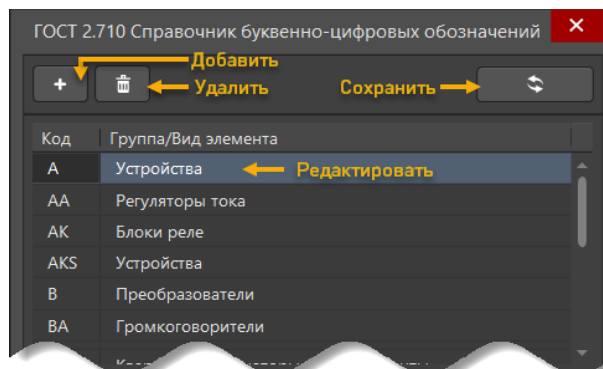 ГОСТ 2.710 Справочник буквенно-цифровых обозначений
Добавить
Удалить
Сохранить
Код Группа/Вид элемента
A Устройства
Редактировать
AA Регуляторы тока
AK Блоки реле
AKS Устройства
B Преобразователи
BA Громкоговорители